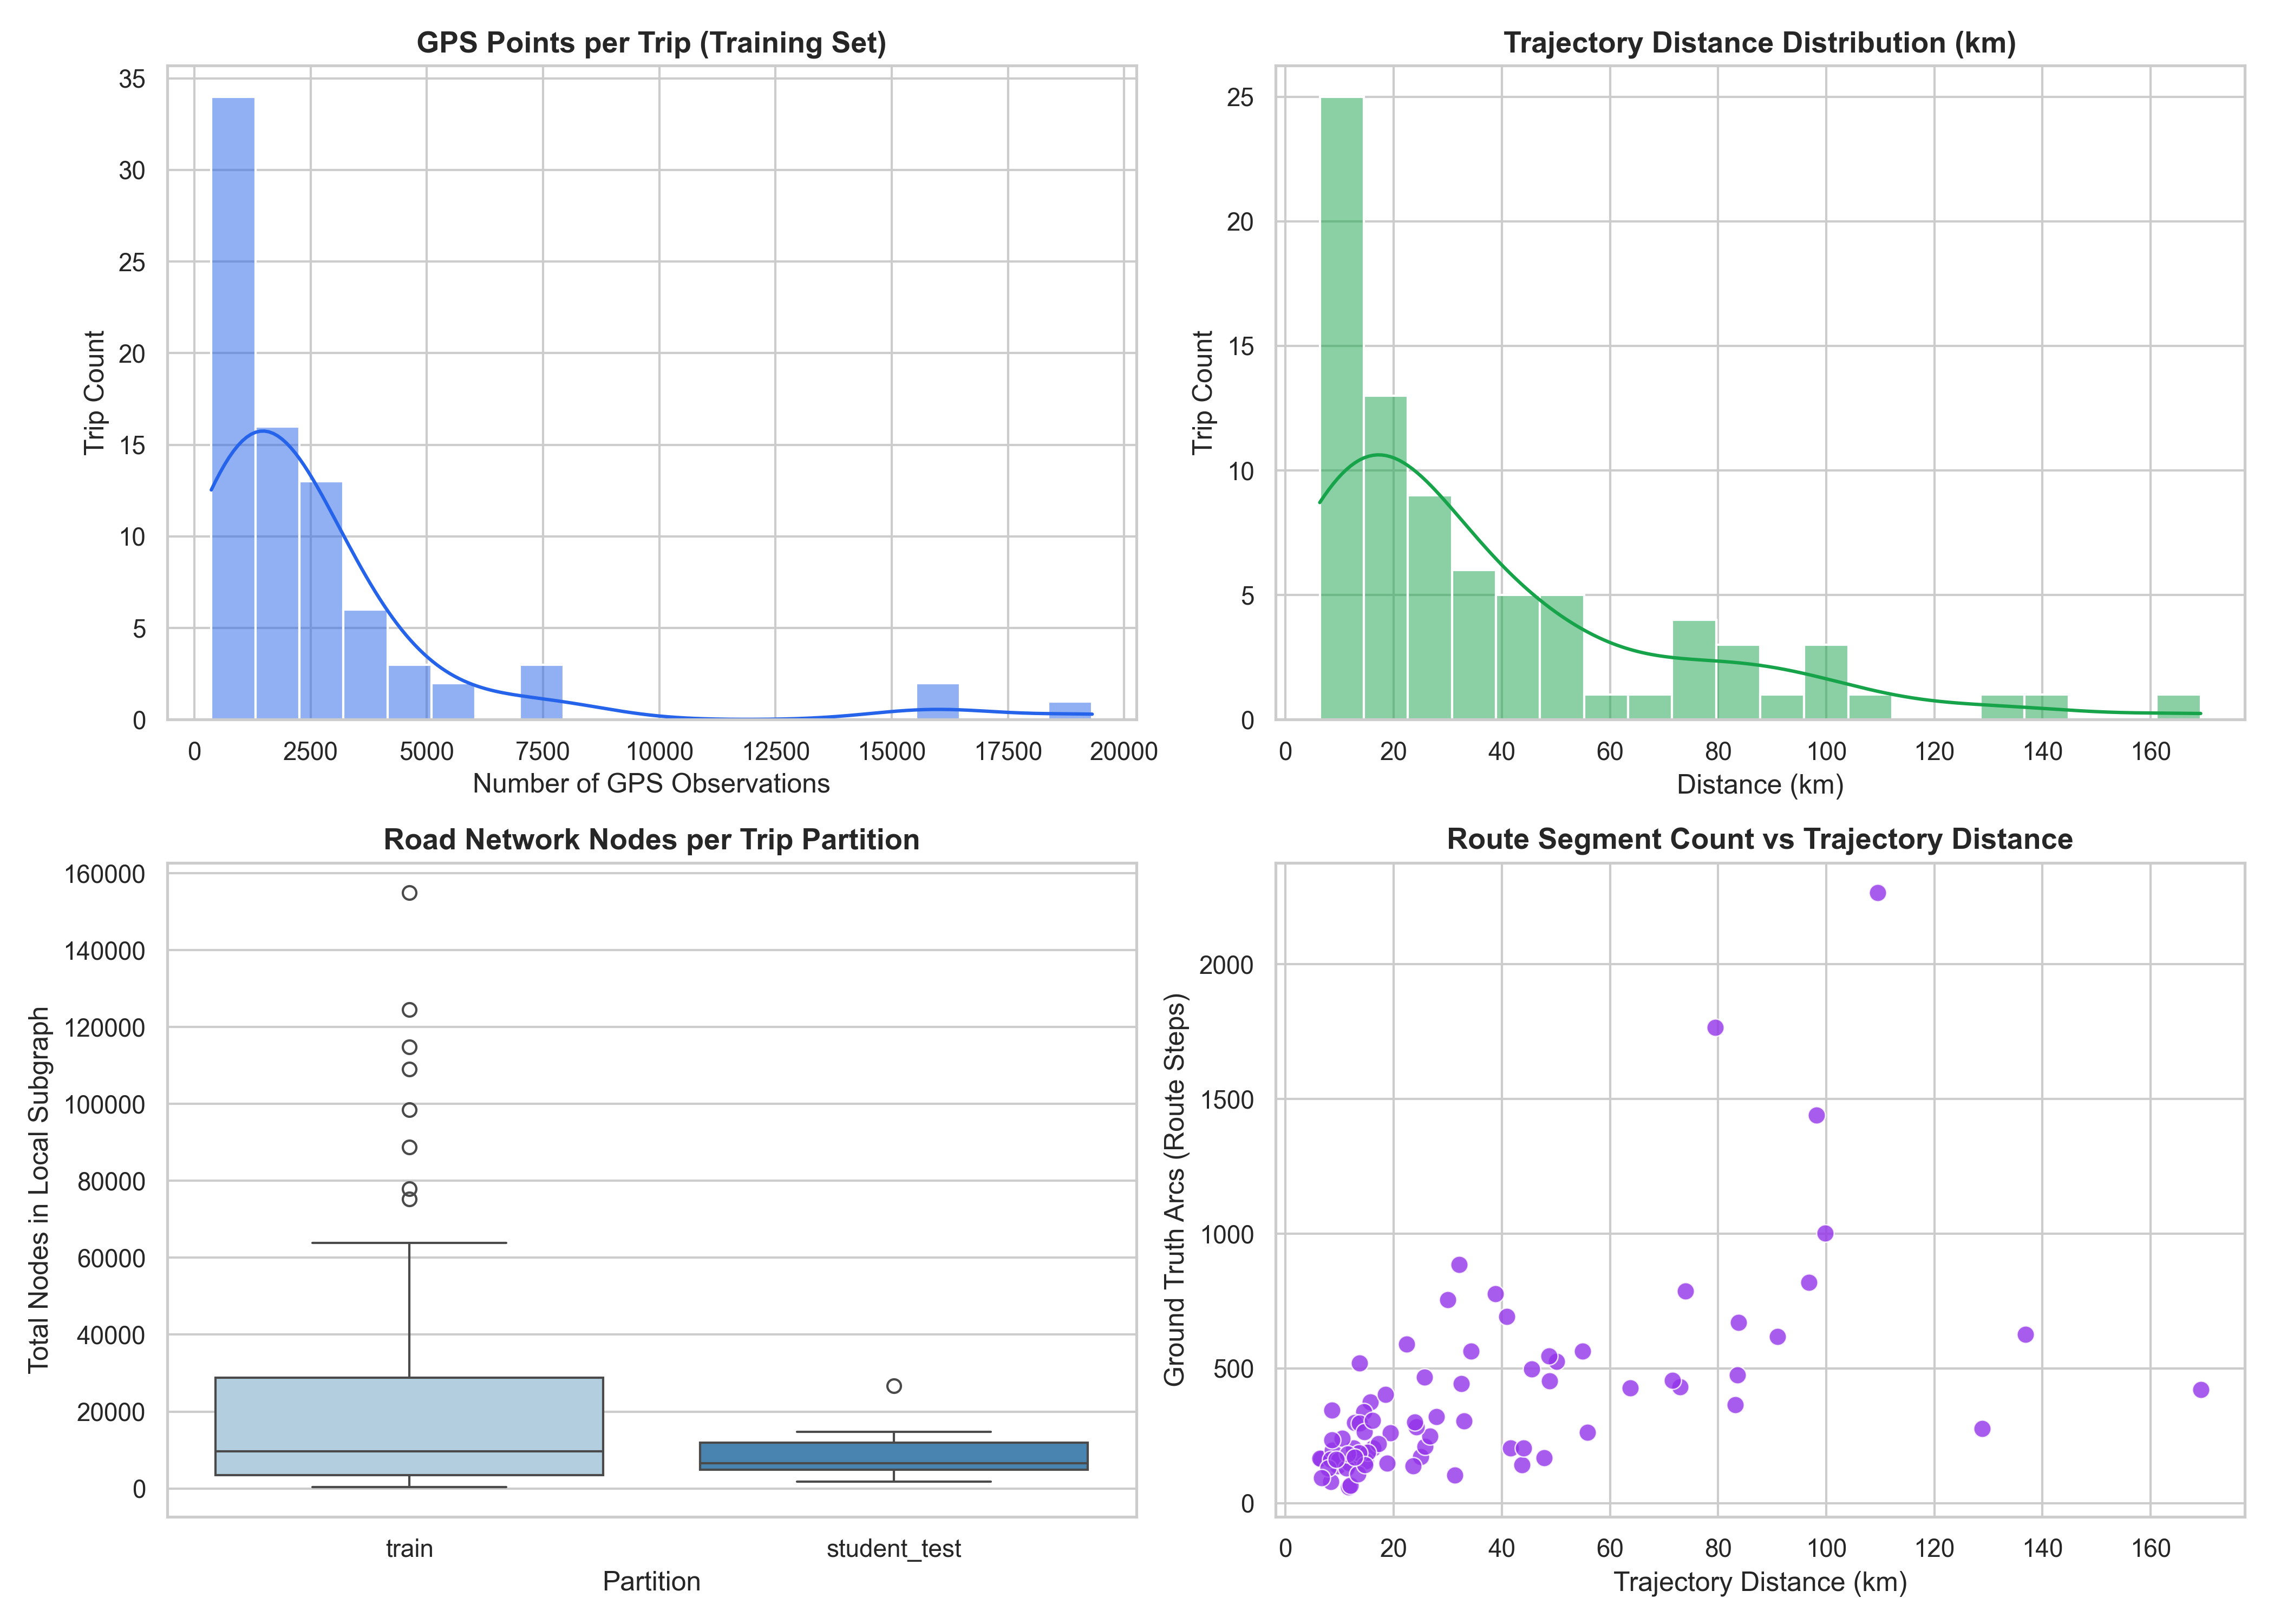 GPS Points per Trip (Training Set)
Trip Count
35
30
25
20
15
10
5
0
0 2500 5000 7500 10000 12500 15000 17500 20000
Number of GPS Observations
Trajectory Distance Distribution (km)
Trip Count
25
20
15
10
5
0
0 20 40 60 80 100 120 140 160
Distance (km)
Road Network Nodes per Trip Partition
Total Nodes in Local Subgraph
160000
140000
120000
100000
80000
60000
40000
20000
0
train student_test
Partition
Route Segment Count vs Trajectory Distance
Ground Truth Arcs (Route Steps)
2000
1500
1000
500
0
0 20 40 60 80 100 120 140 160
Trajectory Distance (km)